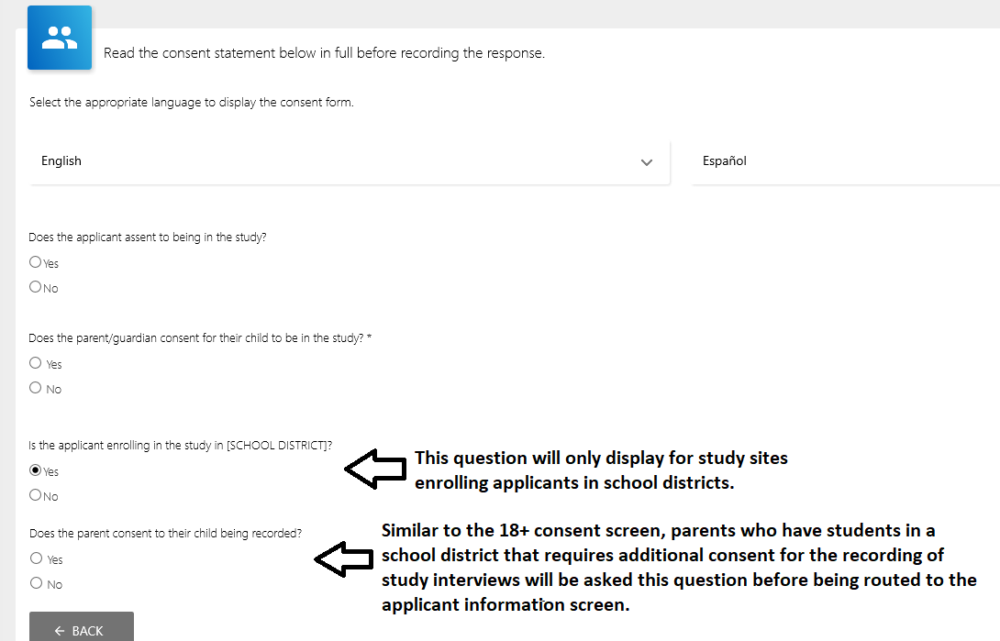 Read the consent statement below in full before recording the response.
Select the appropriate language to display the consent form.
English
Español
Does the applicant assent to being in the study?
Yes
No
Does the parent/guardian consent for their child to be in the study? *
Yes
No
Is the applicant enrolling in the study in [SCHOOL DISTRICT]?
Yes
No
This question will only display for study sites
enrolling applicants in school districts.
Does the parent consent to their child being recorded?
Yes
No
Similar to the 18+ consent screen, parents who have students in a
school district that requires additional consent for the recording of
study interviews will be asked this question before being routed to the
applicant information screen.
← BACK